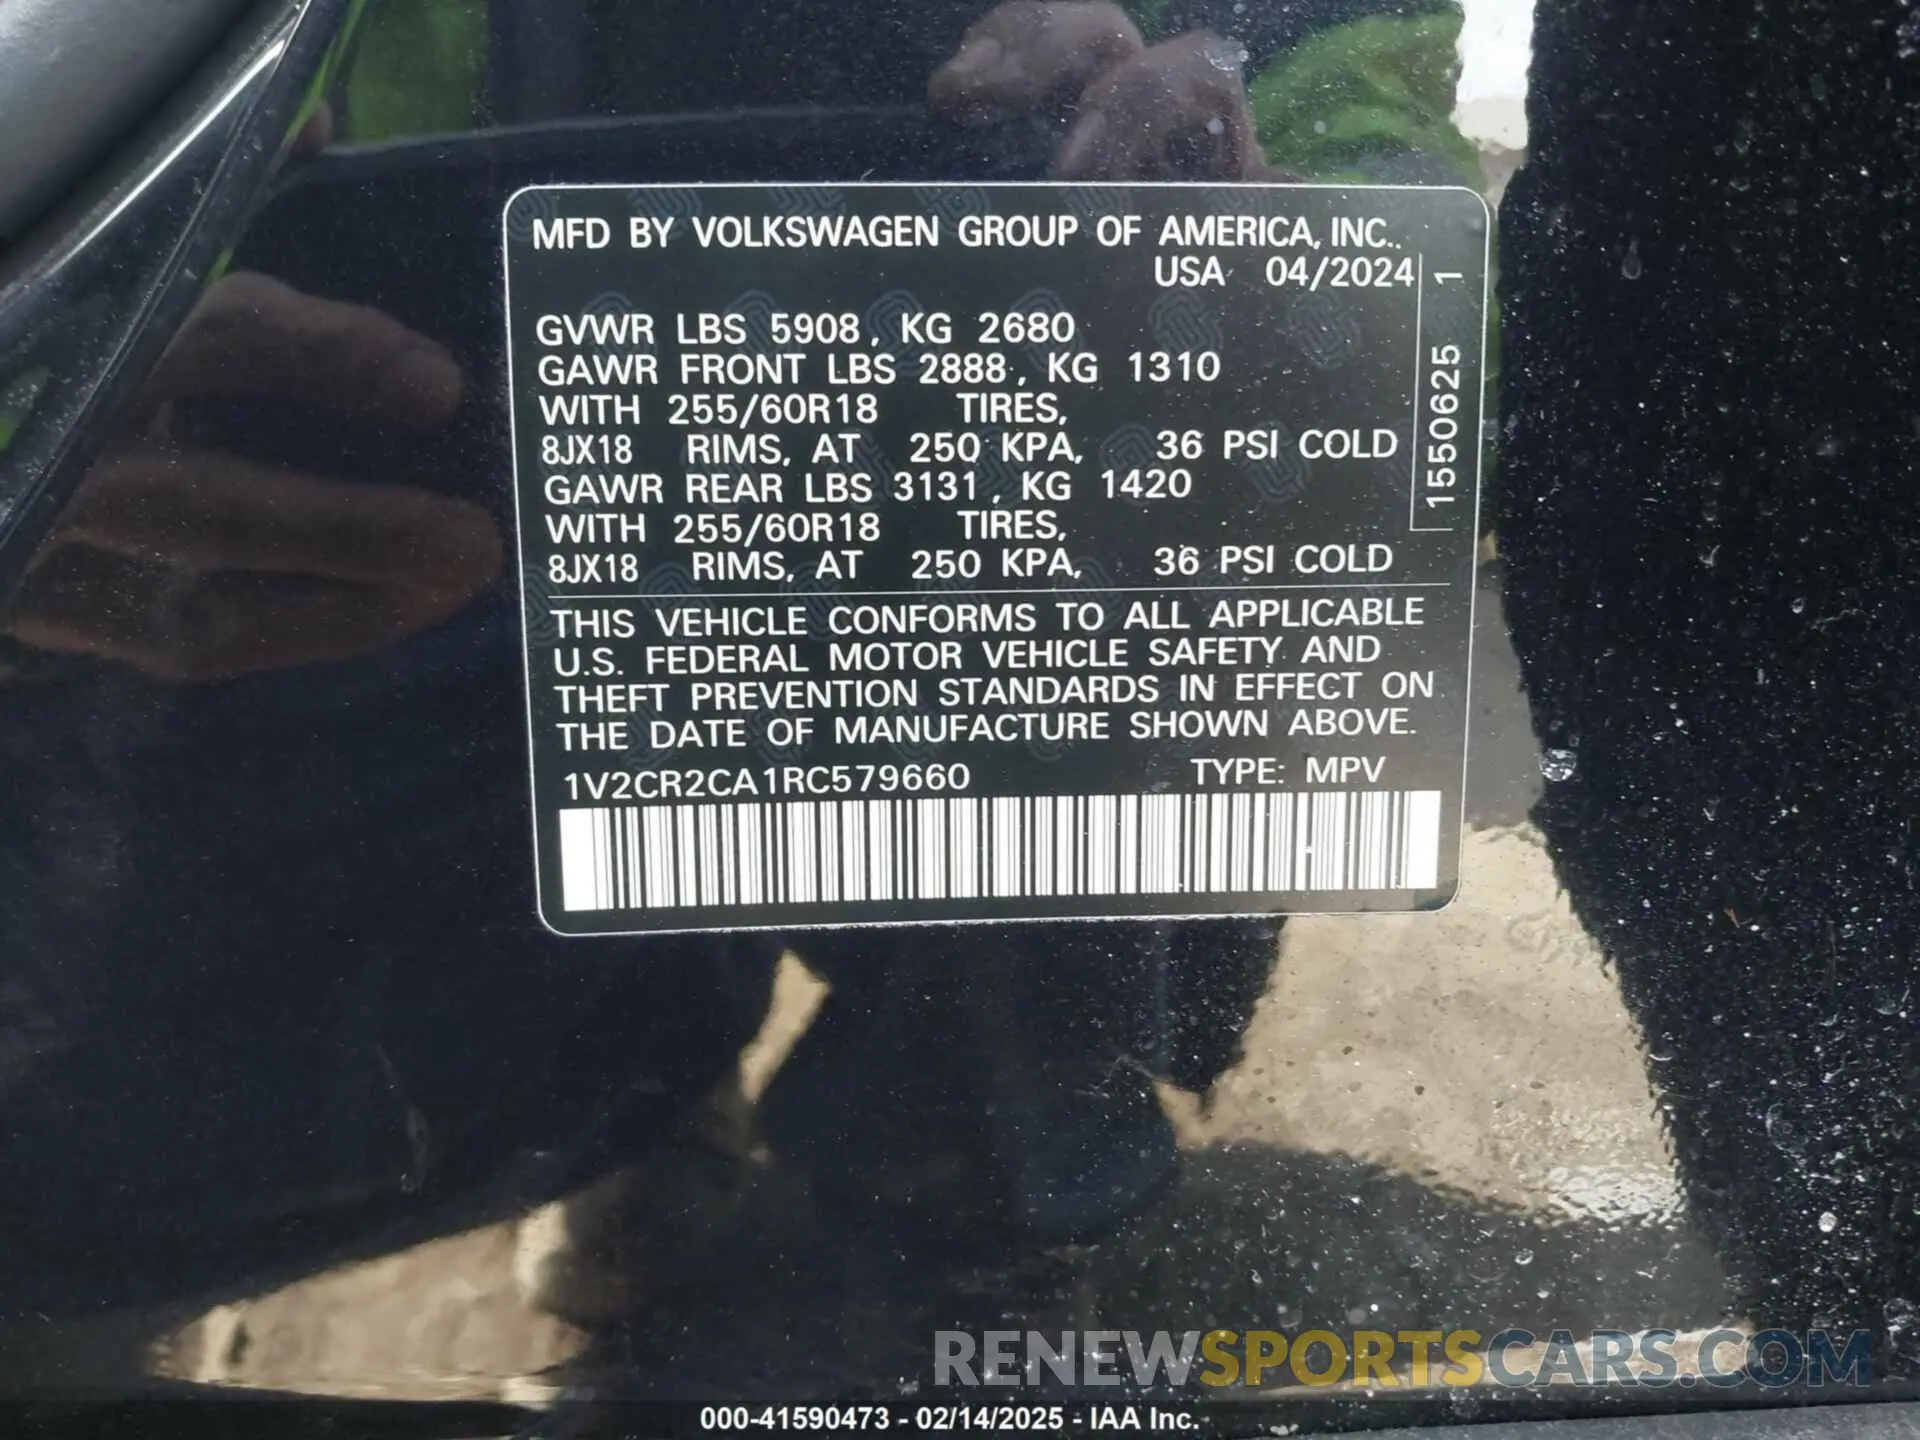 MFD BY VOLKSWAGEN GROUP OF AMERICA, INC..
USA 04/2024
GVWR LBS 5908, KG 2680
GAWR FRONT LBS 2888, KG 1310
WITH 255/60R18 TIRES,
8JX18 RIMS, AT 250 KPA, 36 PSI COLD
GAWR REAR LBS 3131, KG 1420
WITH 255/60R18 TIRES,
8JX18 RIMS, AT 250 KPA, 36 PSI COLD
15506251 1
THIS VEHICLE CONFORMS TO ALL APPLICABLE
U.S. FEDERAL MOTOR VEHICLE SAFETY AND
THEFT PREVENTION STANDARDS IN EFFECT ON
THE DATE OF MANUFACTURE SHOWN ABOVE.
1V2CR2CA1RC579660 TYPE: MPV
RENEWSPORTSCARS.COM
000-41590473 - 02/14/2025 - IAA Inc.